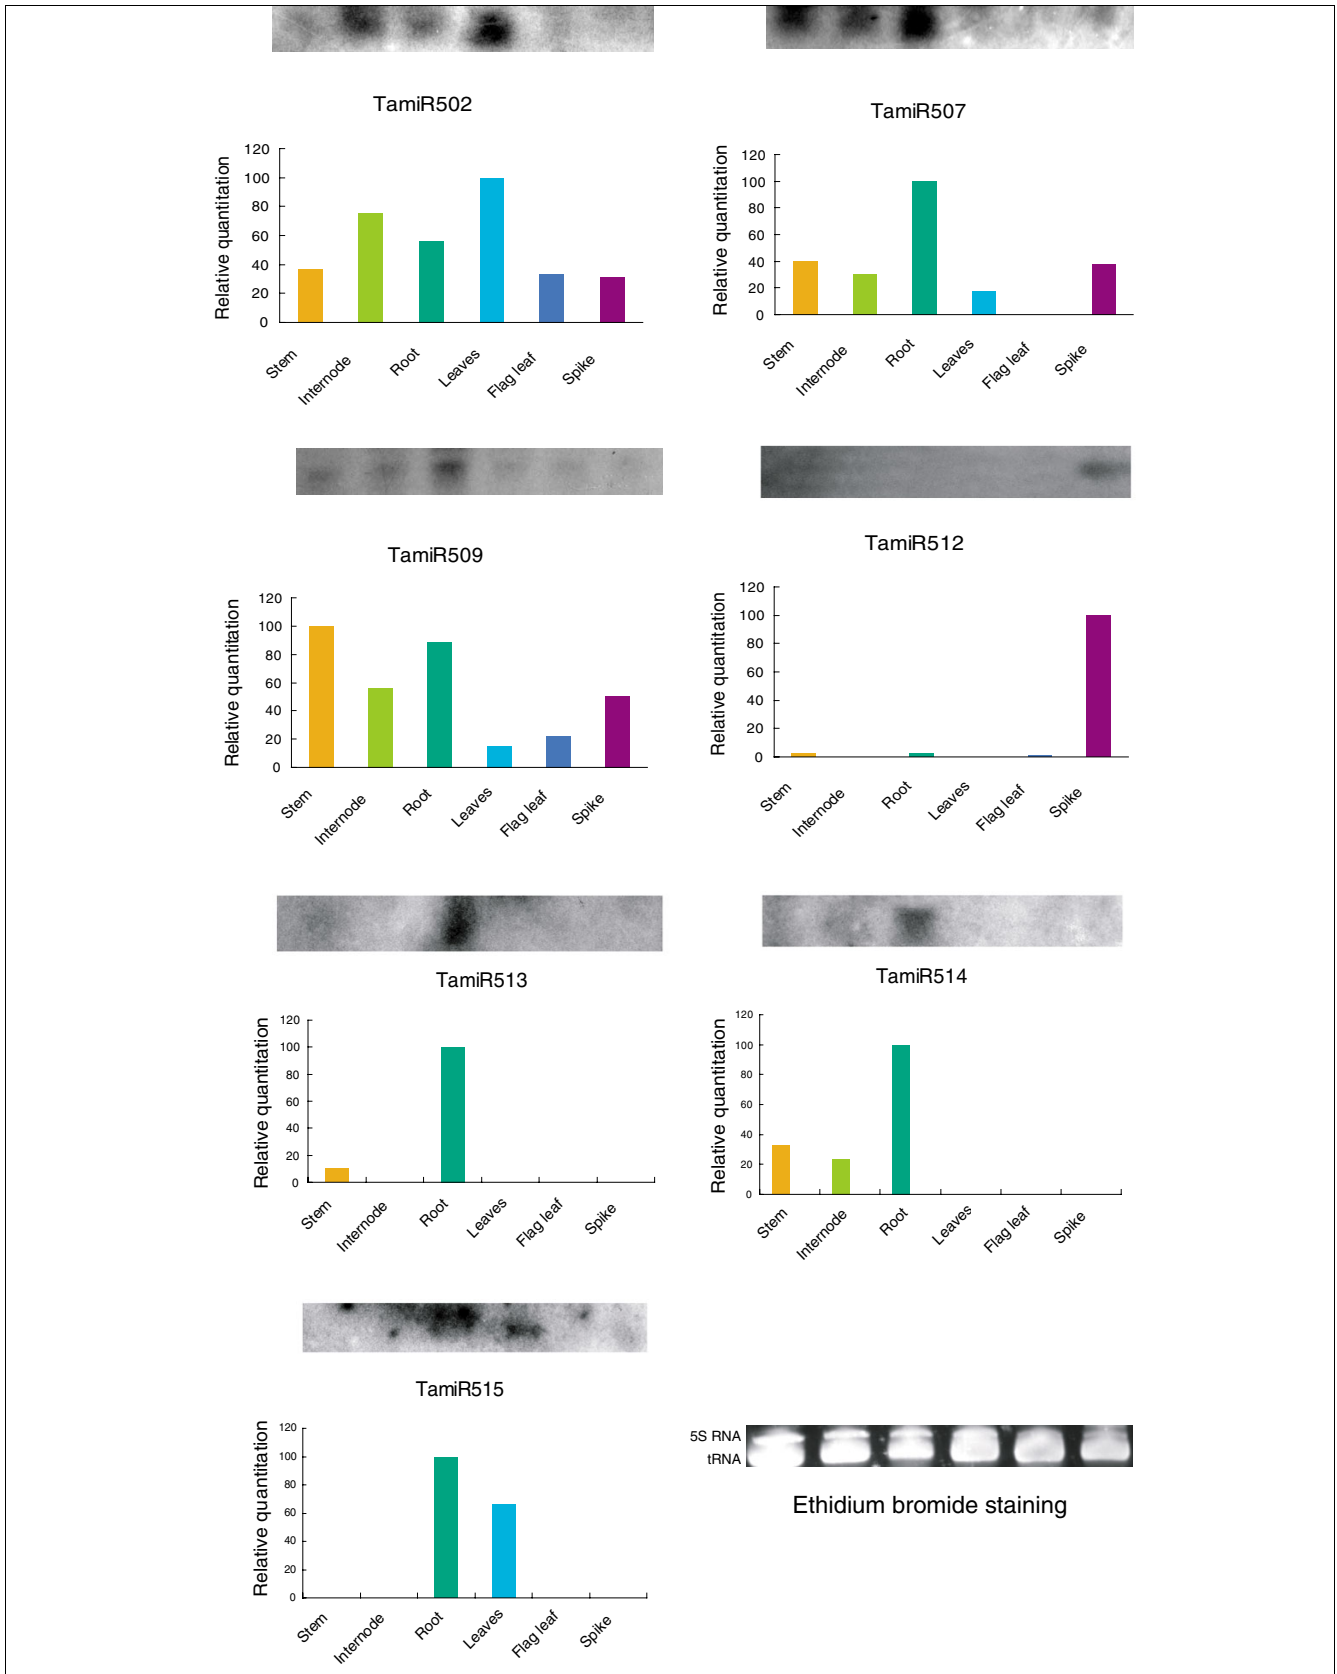 TamiR502
TamiR507
Relative quantitation
120
100
80
60
40
20
0
Stem
Internode
Root
Leaves
Flag leaf
Spike
Relative quantitation
120
100
80
60
40
20
0
Stem
Internode
Root
Leaves
Flag leaf
Spike
TamiR509
TamiR512
Relative quantitation
120
100
80
60
40
20
0
Stem
Internode
Root
Leaves
Flag leaf
Spike
Relative quantitation
120
100
80
60
40
20
0
Stem
Internode
Root
Leaves
Flag leaf
Spike
TamiR513
TamiR514
Relative quantitation
120
100
80
60
40
20
0
Stem
Internode
Root
Leaves
Flag leaf
Spike
Relative quantitation
120
100
80
60
40
20
0
Stem
Internode
Root
Leaves
Flag leaf
Spike
TamiR515
Relative quantitation
120
100
80
60
40
20
0
Stem
Internode
Root
Leaves
Flag leaf
Spike
5S RNA
tRNA
Ethidium bromide staining